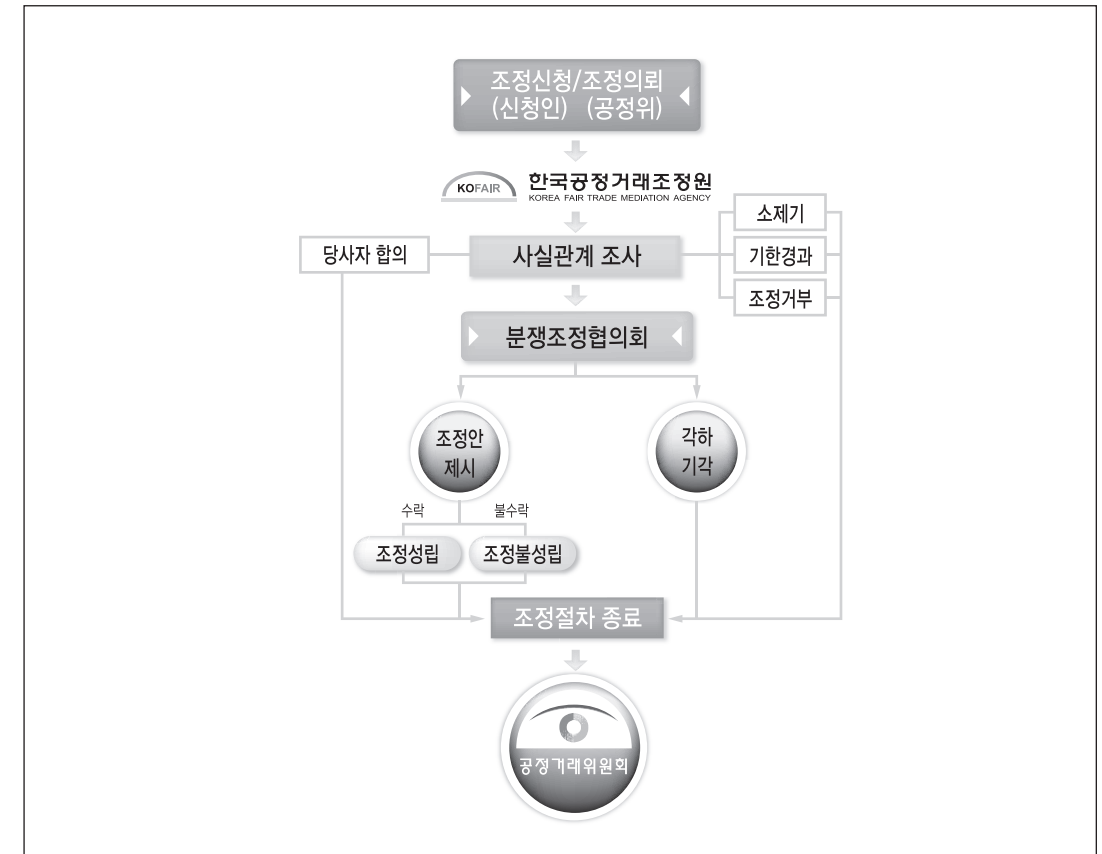 조정신청/조정의뢰
(신청인) (공정위)
KOFAIR 한국공정거래조정원
KOREA FAIR TRADE MEDIATION AGENCY
소제기
당사자 합의
사실관계 조사
기한경과
조정거부
분쟁조정협의회
조정안
제시
각하
기각
수락
불수락
조정성립
조정불성립
조정절차 종료
공정거래위원회